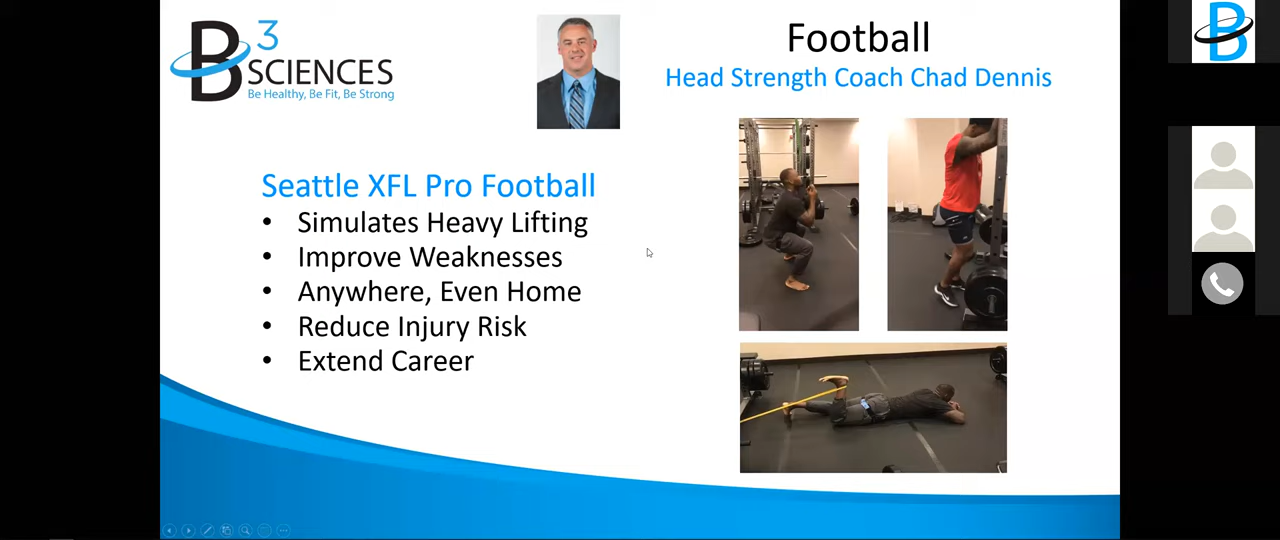 B3 SCIENCES
Be Healthy, Be Fit, Be Strong
Football
Head Strength Coach Chad Dennis
Seattle XFL Pro Football
• Simulates Heavy Lifting
• Improve Weaknesses
• Anywhere, Even Home
• Reduce Injury Risk
• Extend Career
B